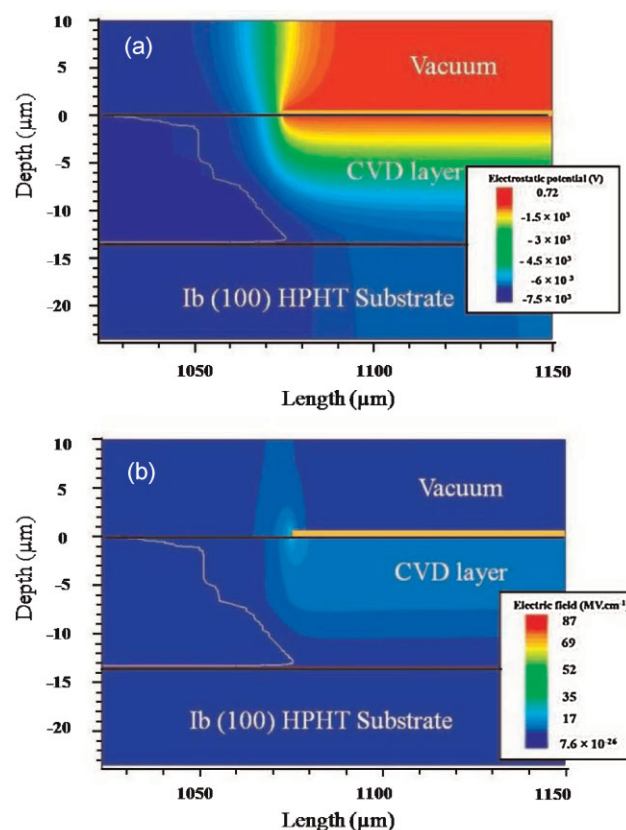 (a)
10
5
0
-5
-10
-15
-20
Depth (µm)
Vacuum
CVD layer
Ib (100) HPHT Substrate
Electrostatic potential (V)
0.72
-1.5 × 10³
- 3 × 10³
- 4.5 × 10³
-6 × 10⁻³
-7.5 × 10³
1050
1100
1150
Length (µm)
(b)
10
5
0
-5
-10
-15
-20
Depth (µm)
Vacuum
CVD layer
Ib (100) HPHT Substrate
Electric field (MV.cm⁻¹)
87
69
52
35
17
7.6 × 10⁻²⁶
1050
1100
1150
Length (µm)